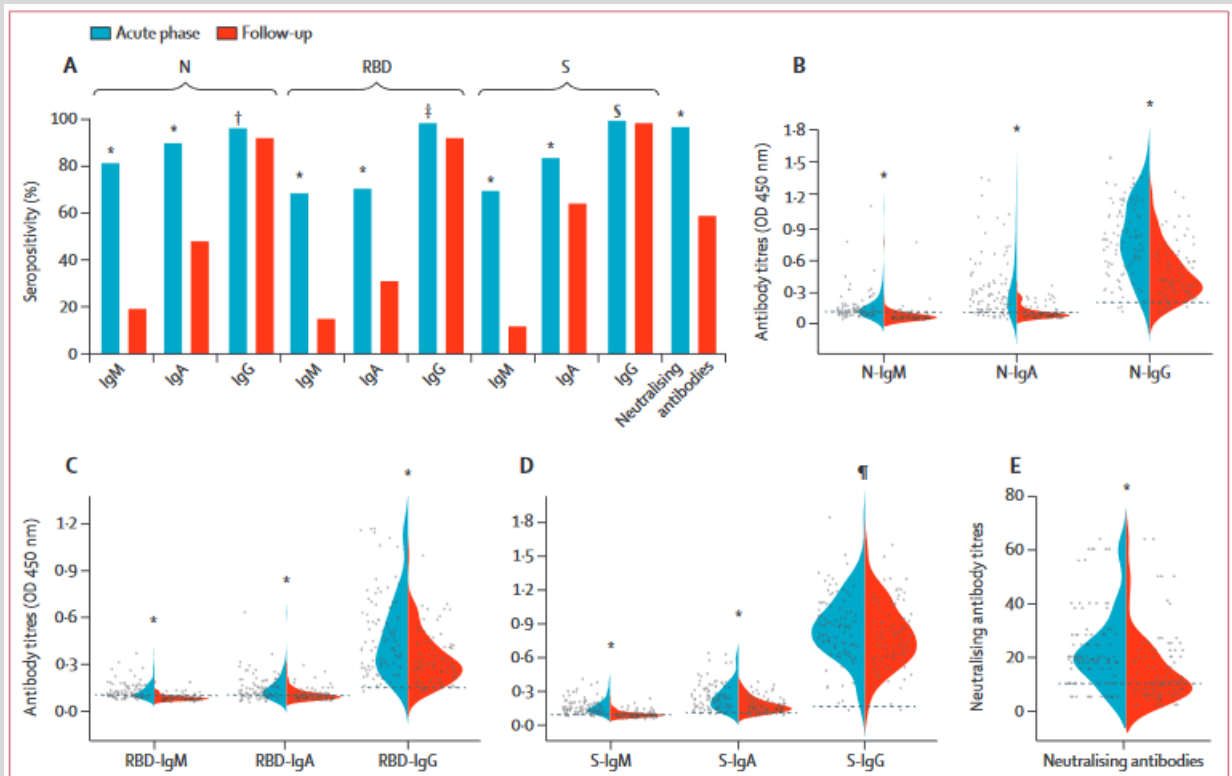 Acute phase Follow-up
A N RBD S
* * † * * ‡ * * § *
Seropositivity (%)
100
80
60
40
20
0
IgM IgA IgG IgM IgA IgG IgM IgA IgG Neutralising antibodies
B
* * *
Antibody titres (OD 450 nm)
1·8
1·5
1·2
0·9
0·6
0·3
0
N-IgM N-IgA N-IgG
C
* * *
Antibody titres (OD 450 nm)
1·2
0·9
0·6
0·3
0·0
RBD-IgM RBD-IgA RBD-IgG
D
* * ¶
1·8
1·5
1·2
0·9
0·6
0·3
0·0
S-IgM S-IgA S-IgG
E
*
Neutralising antibody titres
80
60
40
20
0
Neutralising antibodies